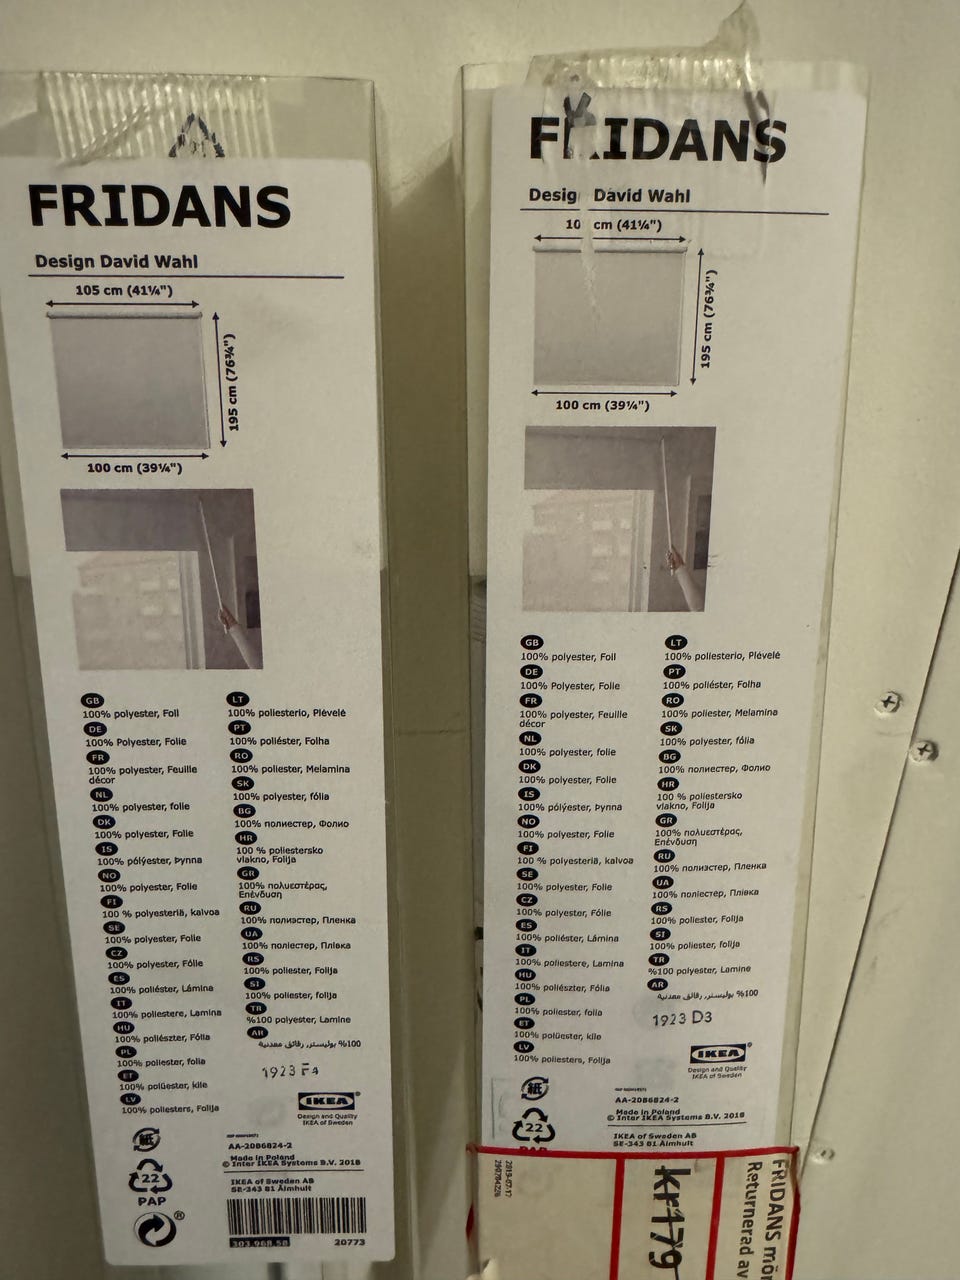 FRIDANS
Design David Wahl
105 cm (41¼")
195 cm (76¾")
100 cm (39¼")
GB
100% polyester, Foil
DE
100% Polyester, Folie
FR
100% polyester, Feuille
décor
NL
100% polyester, folie
DK
100% polyester, Folie
IS
100% pólýester, Þynna
NO
100% polyester, Folie
FI
100 % polyesteriä, kalvoa
SE
100% polyester, Folie
CZ
100% polyester, Fólie
ES
100% poliéster, Lámina
IT
100% poliestere, Lamina
HU
100% poliészter, Fólia
PL
100% poliester, folia
ET
100% polüester, kile
LV
100% poliesters, Folija
LT
100% poliesterio, Plėvelė
PT
100% poliéster, Folha
RO
100% poliester, Melamina
SK
100% polyester, fólia
BG
100% полиестер, Фолио
HR
100 % poliestersko
vlakno, Folija
GR
100% πολυεστέρας,
Επένδυση
RU
100% полиэстер, Пленка
UA
100% поліестер, Плівка
RS
100% poliester, Folija
SI
100% poliester, folija
TR
%100 polyester, Lamine
AR
%100 بوليستر, رقائق معدنية
1923 F4
IKEA®
Design and Quality
IKEA of Sweden
AA-2086824-2
Made in Poland
© Inter IKEA Systems B.V. 2018
IKEA of Sweden AB
SE-343 81 Älmhult
22
PAP
®
303.968.58
20773
FRIDANS
Desig David Wahl
10 cm (41¼")
195 cm (76¾")
100 cm (39¼")
GB
100% polyester, Foil
DE
100% Polyester, Folie
FR
100% polyester, Feuille
décor
NL
100% polyester, folie
DK
100% polyester, Folie
IS
100% pólýester, Þynna
NO
100% polyester, Folie
FI
100 % polyesteriä, kalvoa
SE
100% polyester, Folie
CZ
100% polyester, Fólie
ES
100% poliéster, Lámina
IT
100% poliestere, Lamina
HU
100% poliészter, Fólia
PL
100% poliester, folia
ET
100% polüester, kile
LV
100% poliesters, Folija
LT
100% poliesterio, Plėvelė
PT
100% poliéster, Folha
RO
100% poliester, Melamina
SK
100% polyester, fólia
BG
100% полиестер, Фолио
HR
100 % poliestersko
vlakno, Folija
GR
100% πολυεστέρας,
Επένδυση
RU
100% полиэстер, Пленка
UA
100% поліестер, Плівка
RS
100% poliester, Folija
SI
100% poliester, folija
TR
%100 polyester, Lamine
AR
%100 بوليستر, رقائق معدنية
1923 D3
IKEA®
Design and Quality
IKEA of Sweden
AA-2086824-2
Made in Poland
© Inter IKEA Systems B.V. 2018
IKEA of Sweden AB
SE-343 81 Älmhult
22
PAP
FRIDANS mör
Returnerad av
kr179
2019-07-17